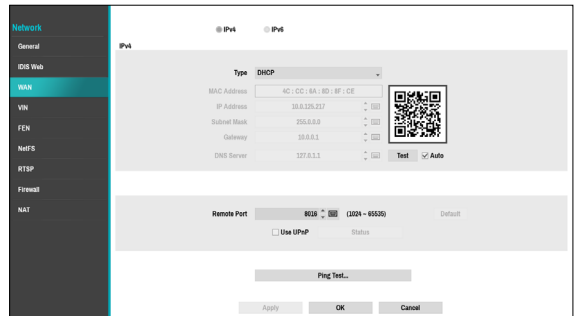 Network
General
IDIS Web
WAN
VIN
FEN
NetFS
RTSP
Firewall
NAT
IPv4 IPv6
IPv4
Type DHCP
MAC Address 4C : CC : 6A : 8D : 8F : CE
IP Address 10.0.125.217
Subnet Mask 255.0.0.0
Gateway 10.0.0.1
DNS Server 127.0.1.1 Test Auto
Remote Port 8016 (1024 ~ 65535) Default
Use UPnP Status
Ping Test...
Apply OK Cancel